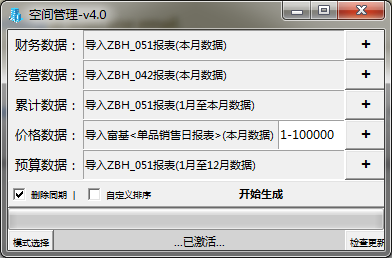 空间管理-v4.0
财务数据： 导入ZBH_051报表(本月数据) +
经营数据： 导入ZBH_042报表(本月数据) +
累计数据： 导入ZBH_051报表(1月至本月数据) +
价格数据： 导入富基<单品销售日报表>(本月数据) 1-100000 +
预算数据： 导入ZBH_051报表(1月至12月数据) +
删除同期 | 自定义排序 开始生成
模式选择 ...已激活... 检查更新